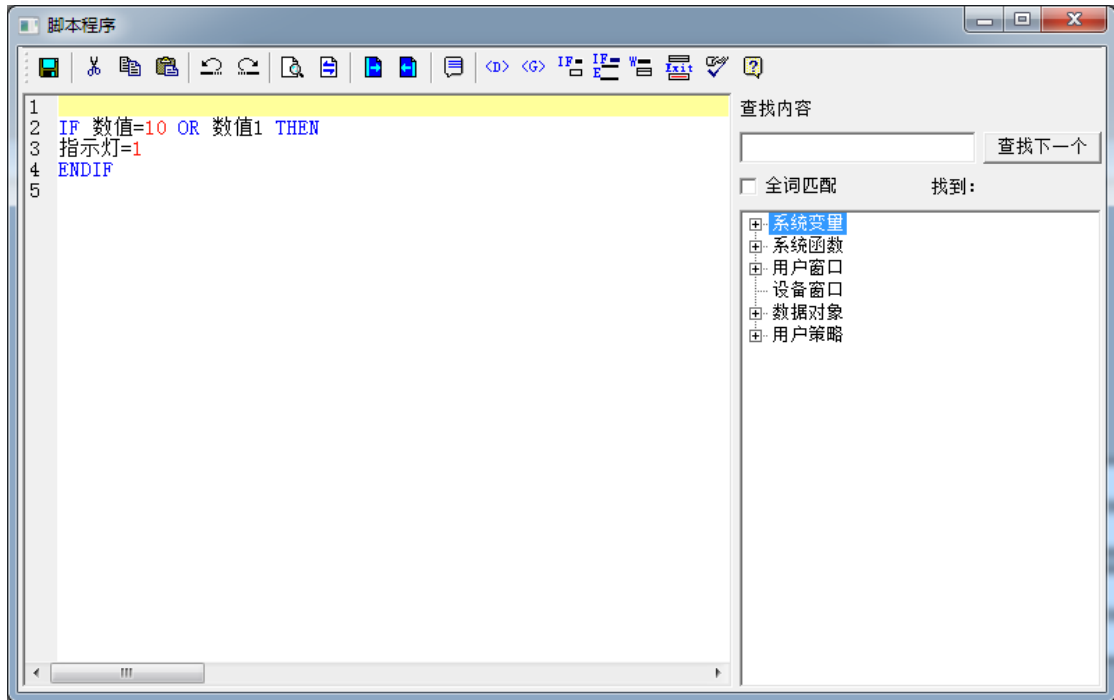 脚本程序
<D> <G> IF IF E W Exit
查找内容
查找下一个
全词匹配 找到:
1
2 IF 数值=10 OR 数值1 THEN
3 指示灯=1
4 ENDIF
5
系统变量
系统函数
用户窗口
设备窗口
数据对象
用户策略